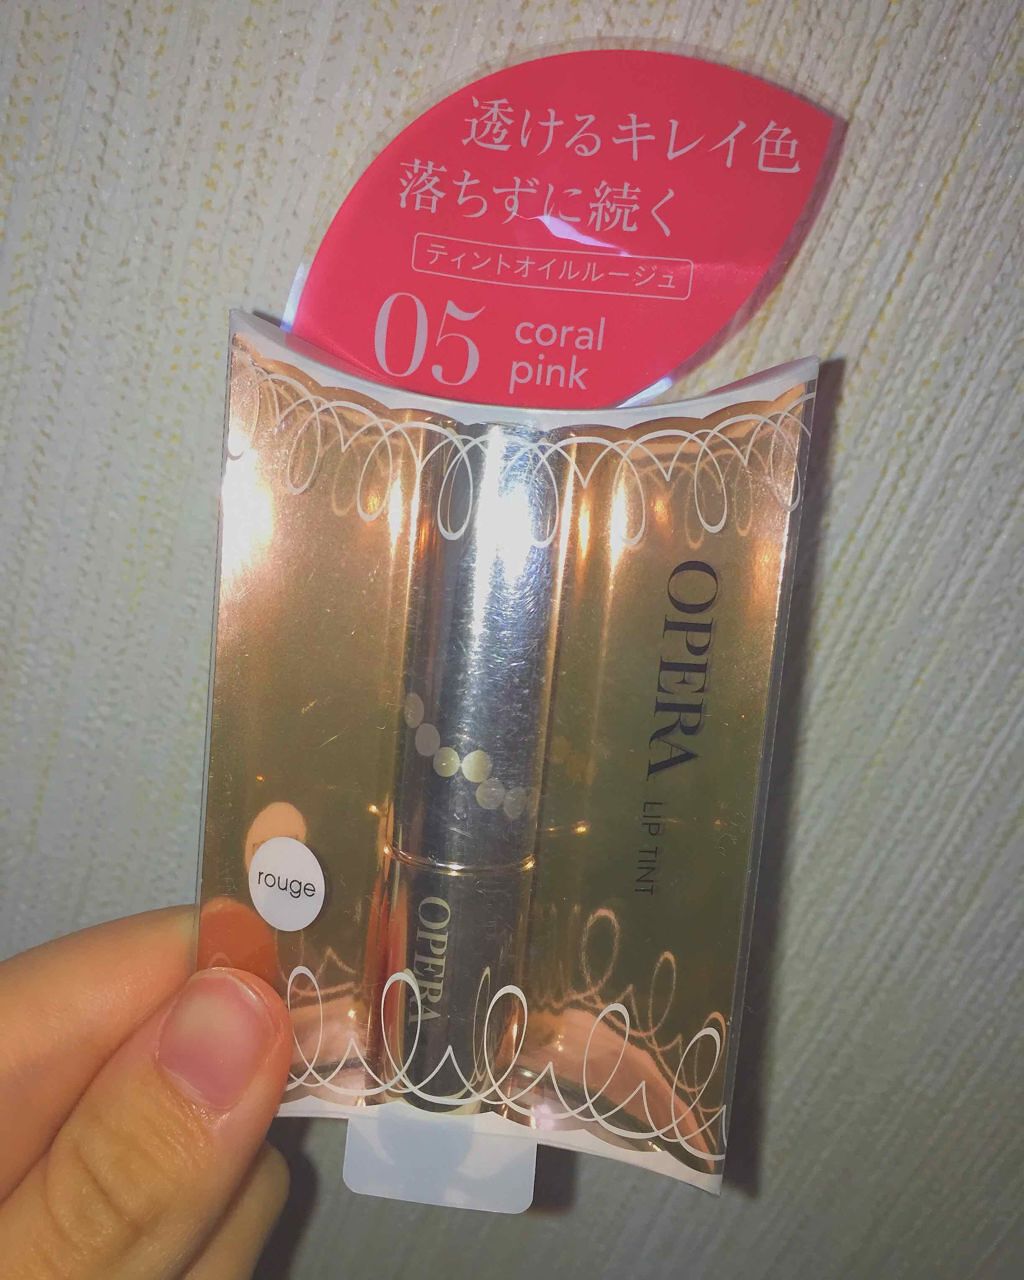 透けるキレイ色
落ちずに続く
ティントオイルルージュ
05 coral
pink
OPERA LIP TINT
rouge
OPERA